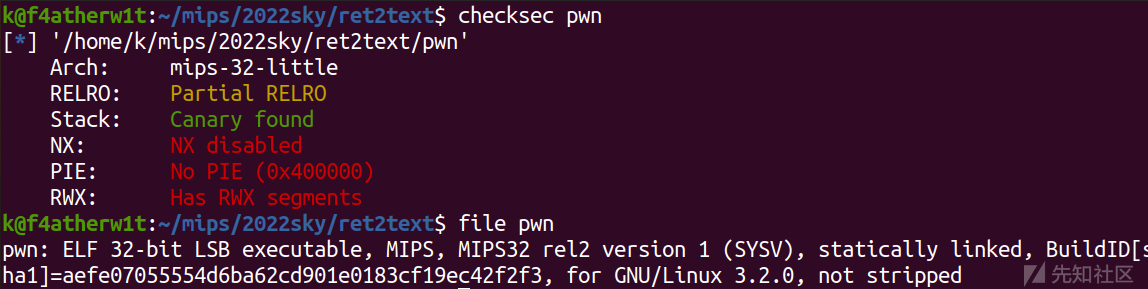 k@f4atherw1t:~/mips/2022sky/ret2text$ checksec pwn
[*] '/home/k/mips/2022sky/ret2text/pwn'
Arch: mips-32-little
RELRO: Partial RELRO
Stack: Canary found
NX: NX disabled
PIE: No PIE (0x400000)
RWX: Has RWX segments
k@f4atherw1t:~/mips/2022sky/ret2text$ file pwn
pwn: ELF 32-bit LSB executable, MIPS, MIPS32 rel2 version 1 (SYSV), statically linked, BuildID[s
ha1]=aefe07055554d6ba62cd901e0183cf19ec42f2f3, for GNU/Linux 3.2.0, not stripped
先知社区